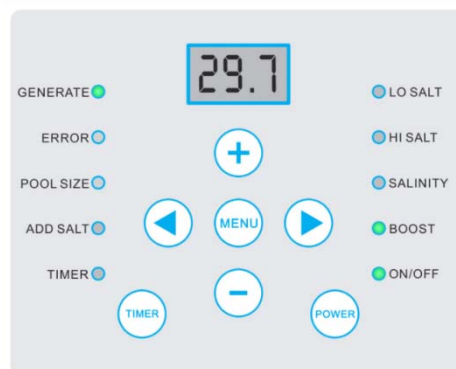 29.7
GENERATE
LO SALT
ERROR
HI SALT
POOL SIZE
SALINITY
ADD SALT
MENU
BOOST
TIMER
ON/OFF
TIMER
POWER